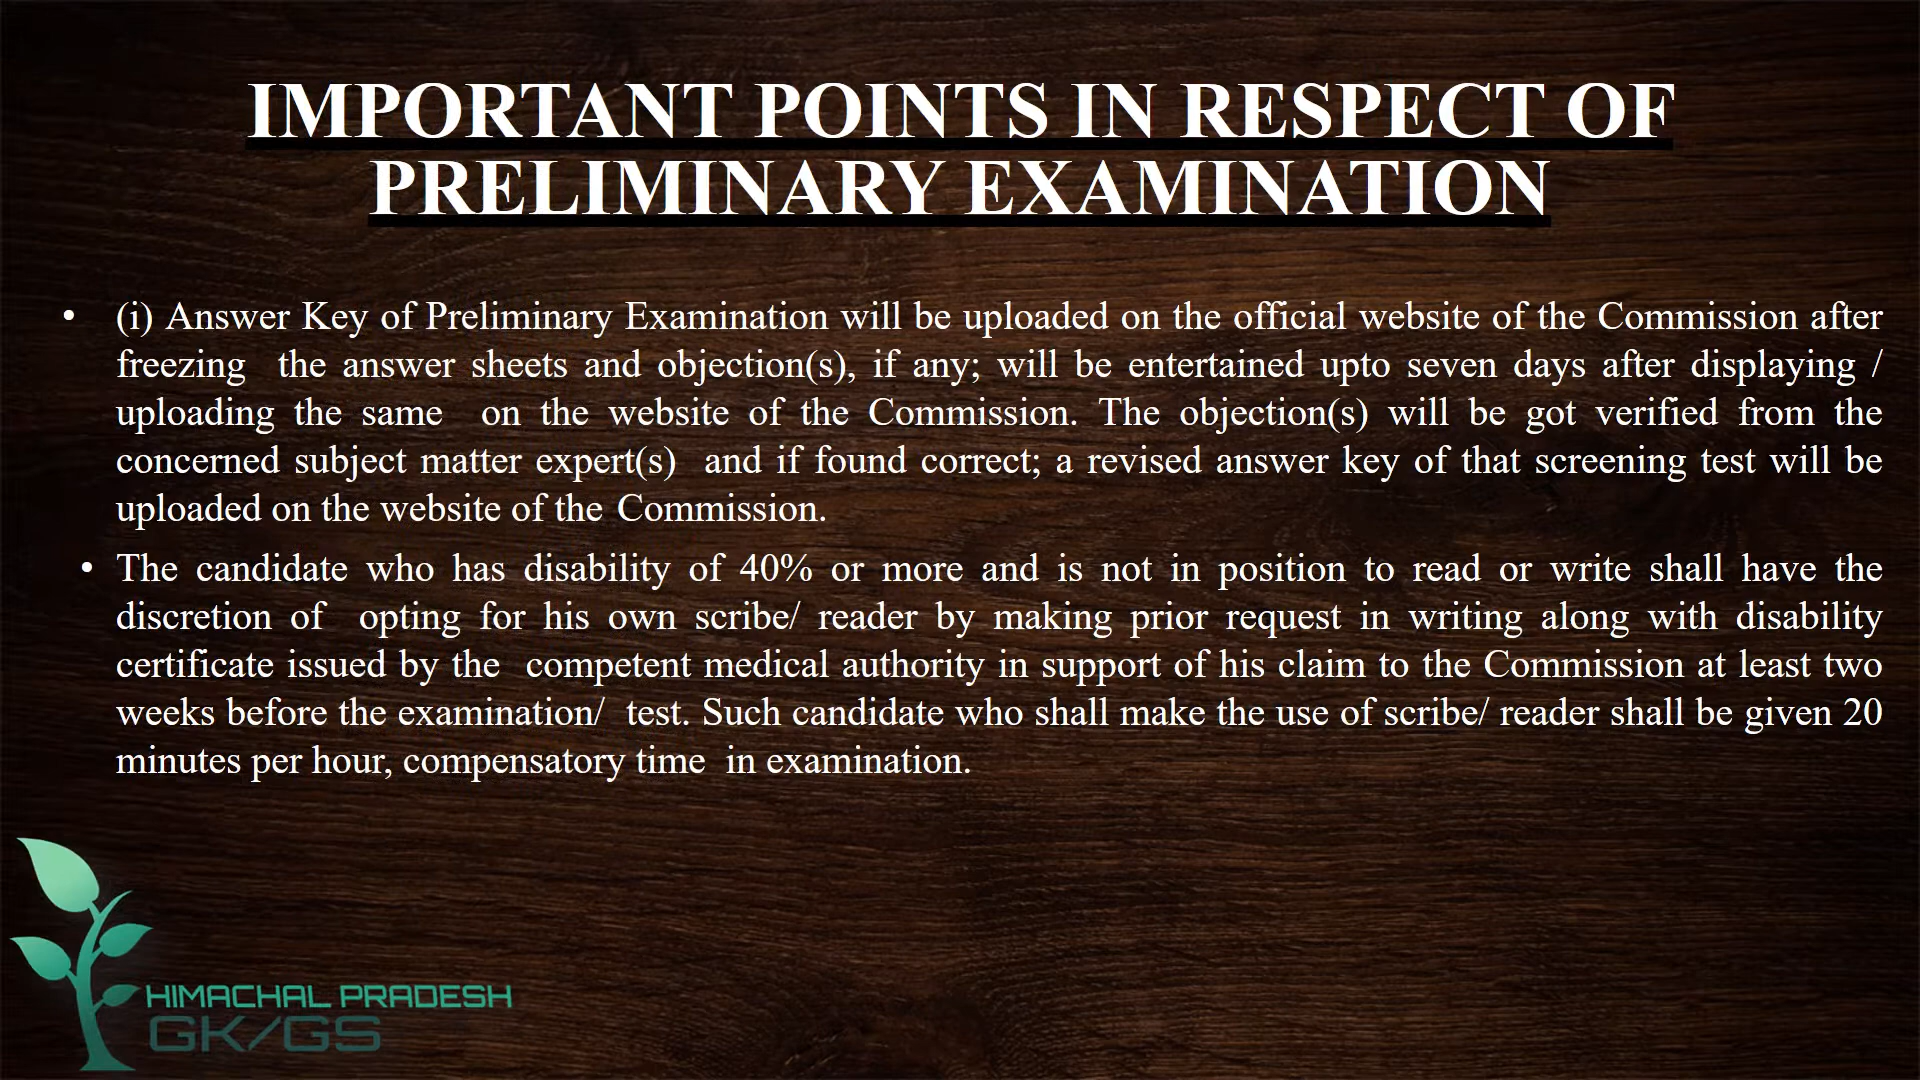 IMPORTANT POINTS IN RESPECT OF
PRELIMINARY EXAMINATION
• (i) Answer Key of Preliminary Examination will be uploaded on the official website of the Commission after
freezing the answer sheets and objection(s), if any; will be entertained upto seven days after displaying /
uploading the same on the website of the Commission. The objection(s) will be got verified from the
concerned subject matter expert(s) and if found correct; a revised answer key of that screening test will be
uploaded on the website of the Commission.
• The candidate who has disability of 40% or more and is not in position to read or write shall have the
discretion of opting for his own scribe/ reader by making prior request in writing along with disability
certificate issued by the competent medical authority in support of his claim to the Commission at least two
weeks before the examination/ test. Such candidate who shall make the use of scribe/ reader shall be given 20
minutes per hour, compensatory time in examination.
HIMACHAL PRADESH
GK/GS